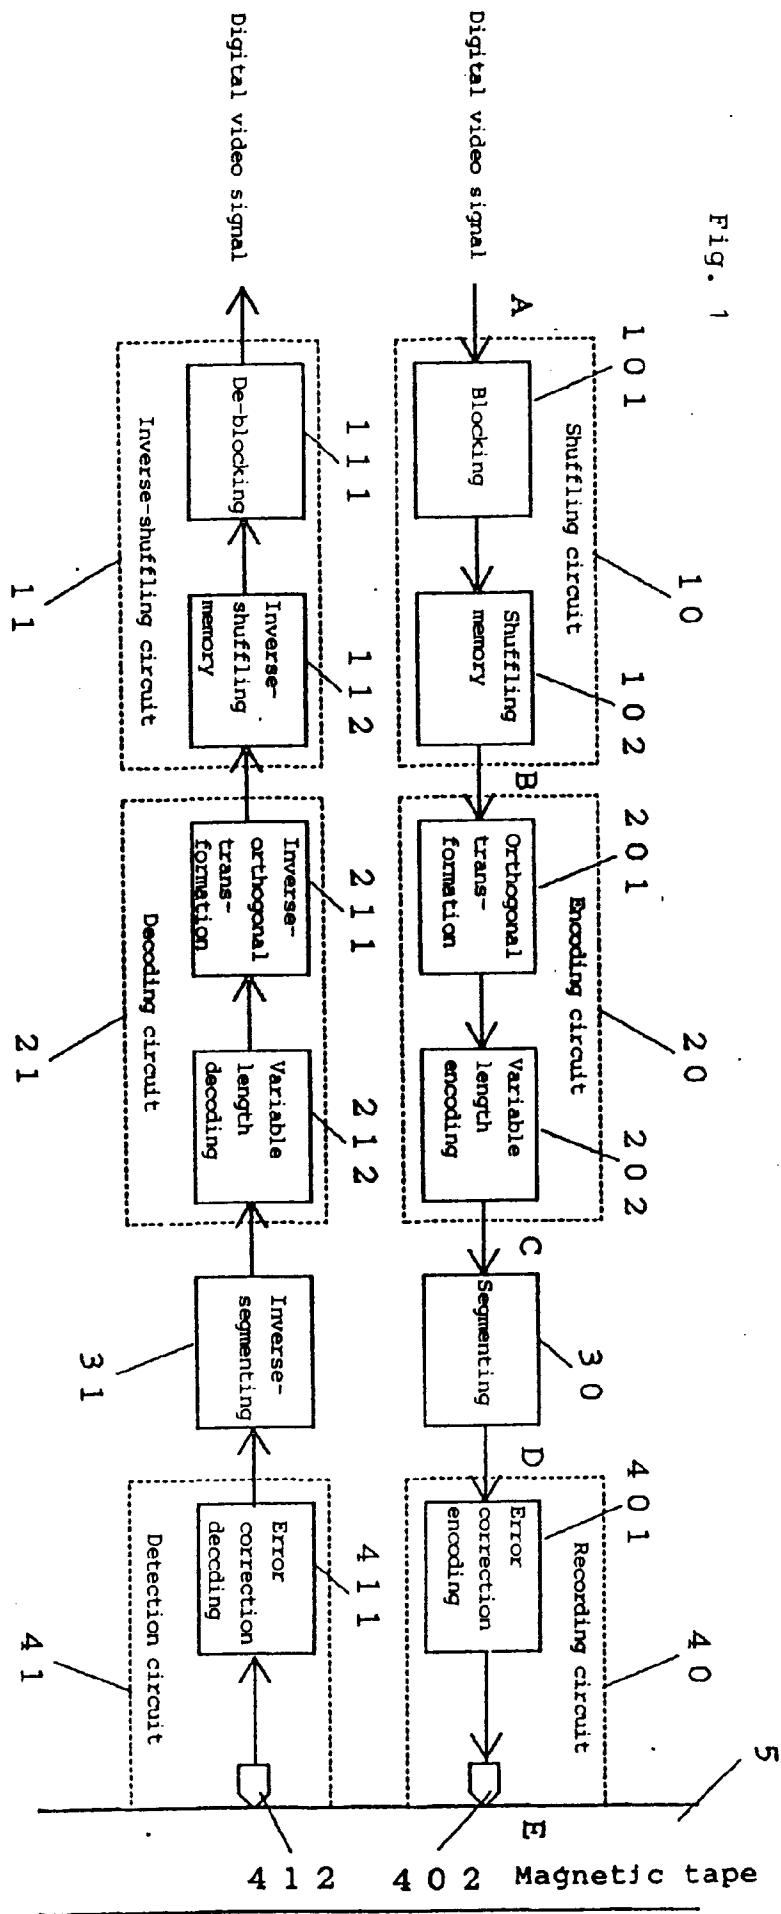 Fig. 1
10
20
40
5
101
102
201
202
30
401
Shuffling circuit
Encoding circuit
Recording circuit
A
B
C
D
E
Digital video signal
Blocking
Shuffling
memory
Orthogonal
trans-
formation
Variable
length
encoding
Segmenting
Error
correction
encoding
402
Magnetic tape
111
112
211
212
411
412
Digital video signal
De-blocking
Inverse-
shuffling
memory
Inverse-
orthogonal
trans-
formation
Variable
length
decoding
Inverse-
segmenting
Error
correction
decoding
Inverse-shuffling circuit
Decoding circuit
Detection circuit
11
21
31
41